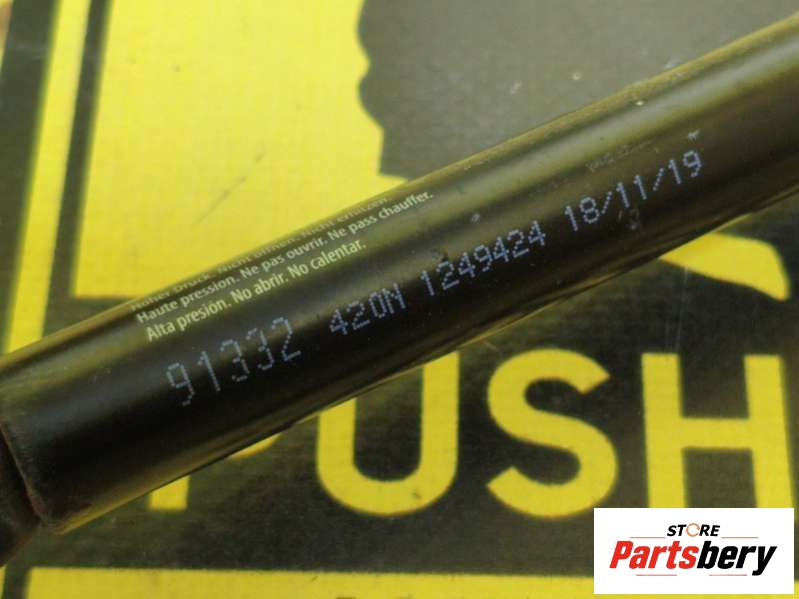 Hoher Druck. Nicht öffnen. Nicht erhitzen.
Haute pression. Ne pas ouvrir. Ne pass chauffer.
Alta presión. No abrir. No calentar.
91332 420N 1249424 18/11/19
PUSH
STORE
Partsbery